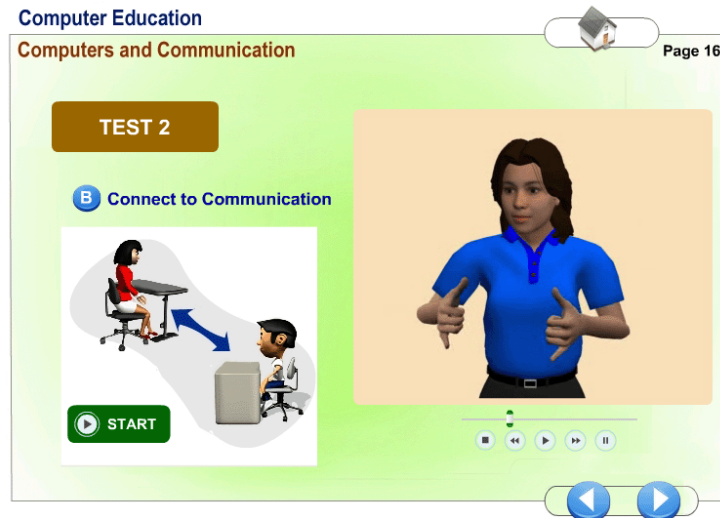 Computer Education
Computers and Communication
Page 16
TEST 2
B Connect to Communication
START